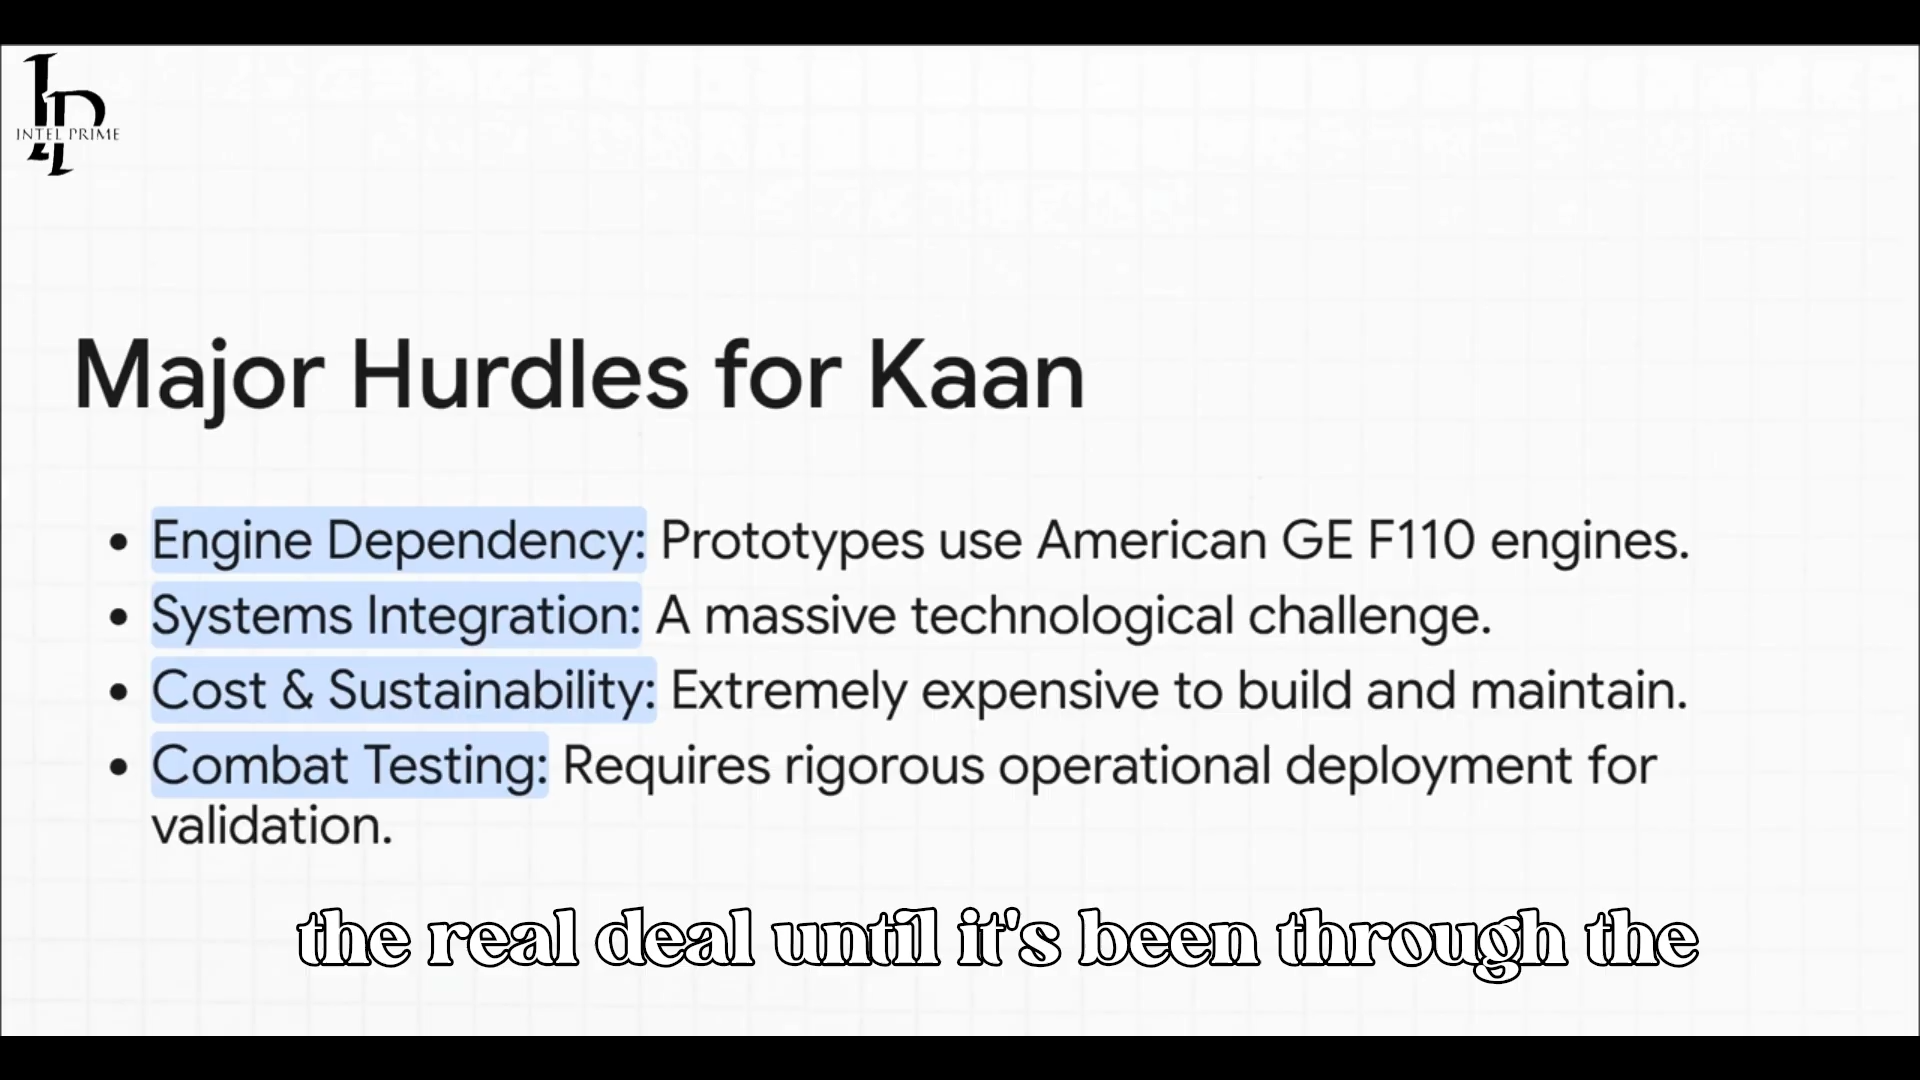 INTEL PRIME
Major Hurdles for Kaan
• Engine Dependency: Prototypes use American GE F110 engines.
• Systems Integration: A massive technological challenge.
• Cost & Sustainability: Extremely expensive to build and maintain.
• Combat Testing: Requires rigorous operational deployment for
validation.
the real deal until it's been through the